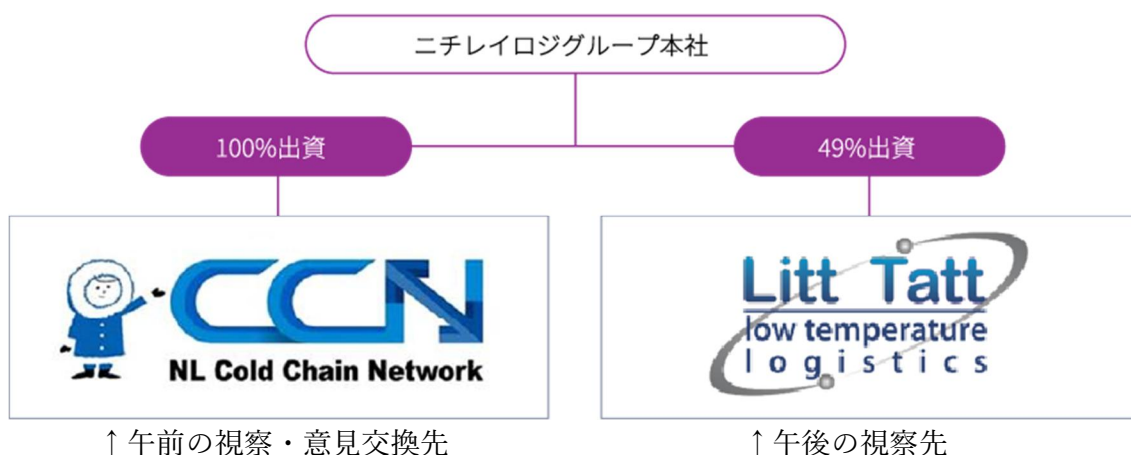 ニチレイロジグループ本社
100%出資
49%出資
CCN
NL Cold Chain Network
Litt Tatt
low temperature
logistics
↑午前の視察・意見交換先
↑午後の視察先